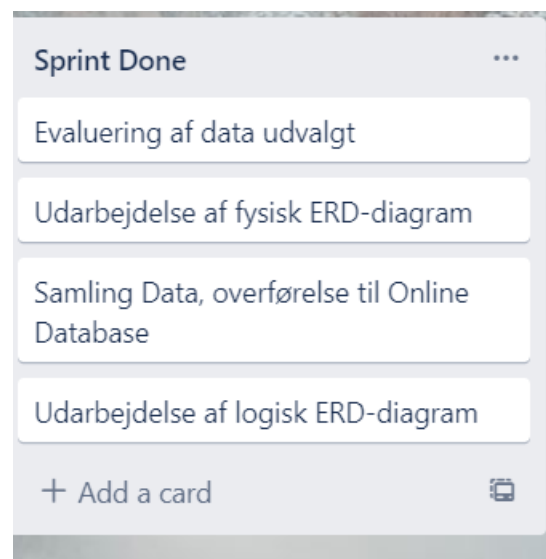 Sprint Done
Evaluering af data udvalgt
Udarbejdelse af fysisk ERD-diagram
Samling Data, overførelse til Online
Database
Udarbejdelse af logisk ERD-diagram
+ Add a card